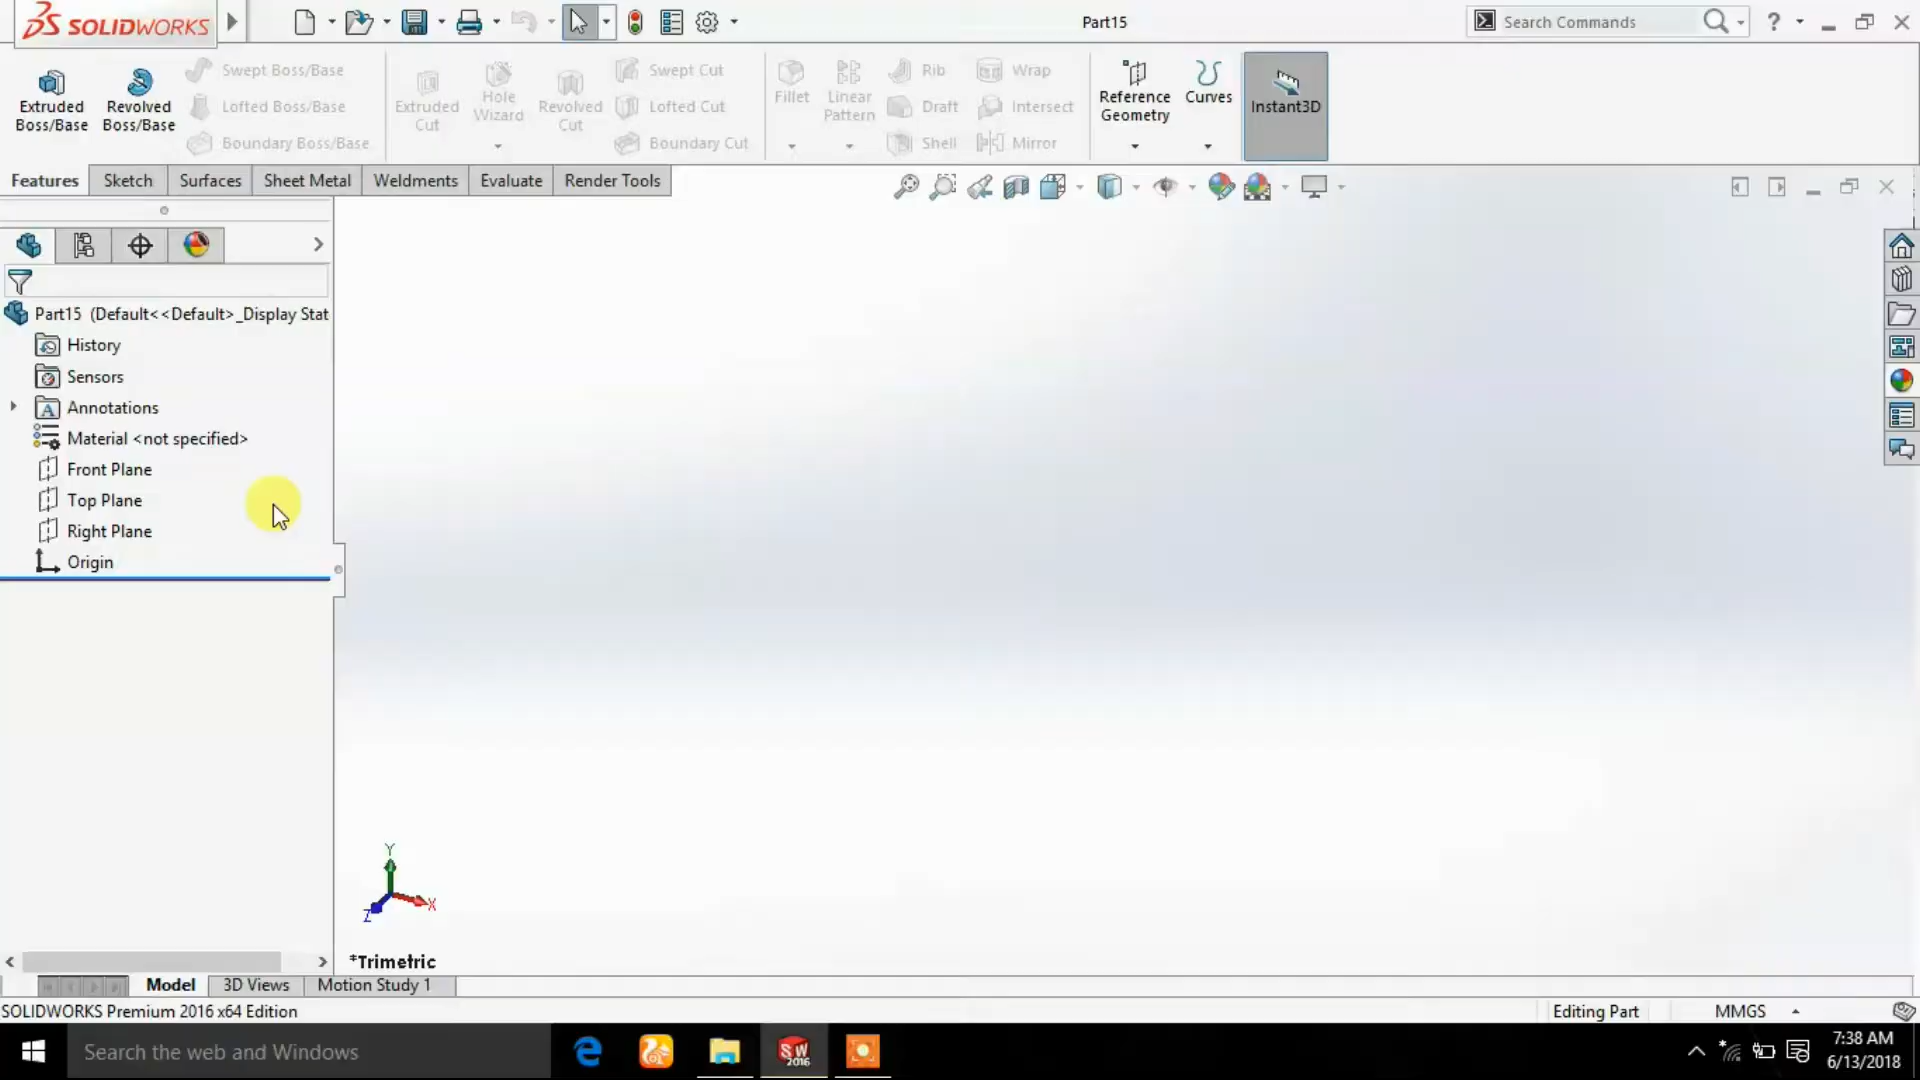 SOLIDWORKS
Part15
Search Commands
?
Extruded Boss/Base
Revolved Boss/Base
Swept Boss/Base
Lofted Boss/Base
Boundary Boss/Base
Extruded Cut
Hole Wizard
Revolved Cut
Swept Cut
Lofted Cut
Boundary Cut
Fillet
Linear Pattern
Rib
Draft
Shell
Wrap
Intersect
Mirror
Reference Geometry
Curves
Instant3D
Features
Sketch
Surfaces
Sheet Metal
Weldments
Evaluate
Render Tools
Part15 (Default<<Default>_Display Stat
History
Sensors
A Annotations
Material <not specified>
Front Plane
Top Plane
Right Plane
Origin
Y
X
Z
*Trimetric
Model
3D Views
Motion Study 1
SOLIDWORKS Premium 2016 x64 Edition
Editing Part
MMGS
Search the web and Windows
SW 2016
7:38 AM
6/13/2018